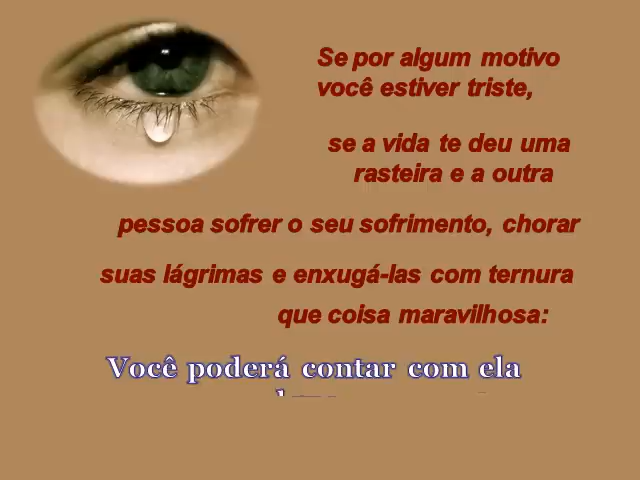 Se por algum motivo
você estiver triste,
se a vida te deu uma
rasteira e a outra
pessoa sofrer o seu sofrimento, chorar
suas lágrimas e enxugá-las com ternura
que coisa maravilhosa:
Você poderá contar com ela